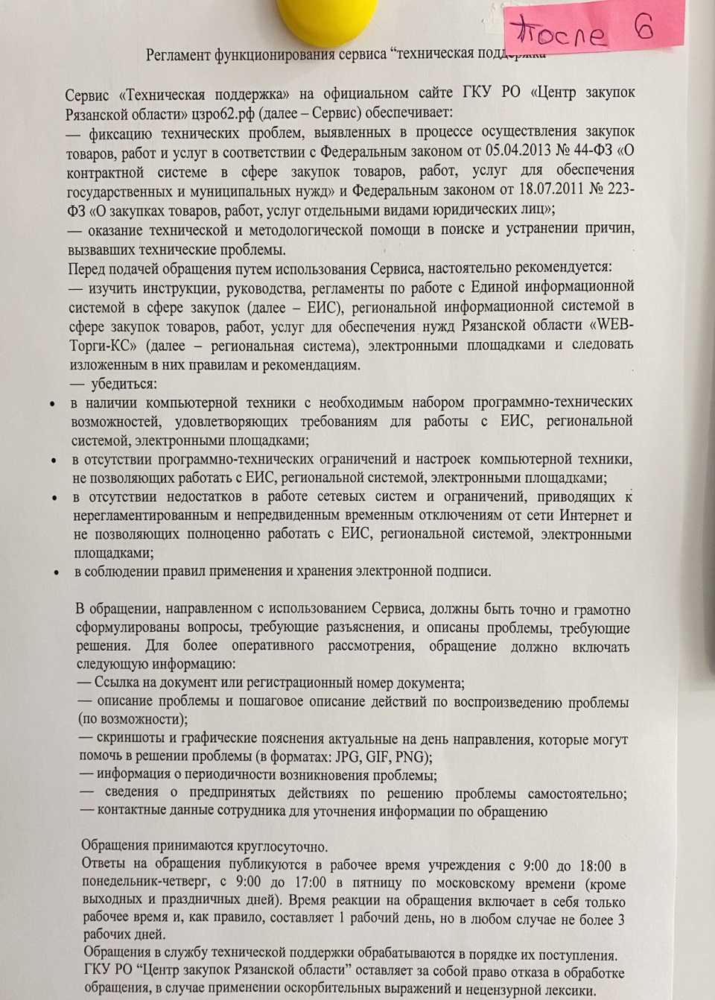 после 6
Регламент функционирования сервиса “техническая поддержка”
Сервис «Техническая поддержка» на официальном сайте ГКУ РО «Центр закупок
Рязанской области» цзро62.рф (далее – Сервис) обеспечивает:
— фиксацию технических проблем, выявленных в процессе осуществления закупок
товаров, работ и услуг в соответствии с Федеральным законом от 05.04.2013 № 44-ФЗ «О
контрактной системе в сфере закупок товаров, работ, услуг для обеспечения
государственных и муниципальных нужд» и Федеральным законом от 18.07.2011 № 223-
ФЗ «О закупках товаров, работ, услуг отдельными видами юридических лиц»;
— оказание технической и методологической помощи в поиске и устранении причин,
вызвавших технические проблемы.
Перед подачей обращения путем использования Сервиса, настоятельно рекомендуется:
— изучить инструкции, руководства, регламенты по работе с Единой информационной
системой в сфере закупок (далее – ЕИС), региональной информационной системой в
сфере закупок товаров, работ, услуг для обеспечения нужд Рязанской области «WEB-
Торги-КС» (далее – региональная система), электронными площадками и следовать
изложенным в них правилам и рекомендациям.
— убедиться:
• в наличии компьютерной техники с необходимым набором программно-технических
возможностей, удовлетворяющих требованиям для работы с ЕИС, региональной
системой, электронными площадками;
• в отсутствии программно-технических ограничений и настроек компьютерной техники,
не позволяющих работать с ЕИС, региональной системой, электронными площадками;
• в отсутствии недостатков в работе сетевых систем и ограничений, приводящих к
нерегламентированным и непредвиденным временным отключениям от сети Интернет и
не позволяющих полноценно работать с ЕИС, региональной системой, электронными
площадками;
• в соблюдении правил применения и хранения электронной подписи.
В обращении, направленном с использованием Сервиса, должны быть точно и грамотно
сформулированы вопросы, требующие разъяснения, и описаны проблемы, требующие
решения. Для более оперативного рассмотрения, обращение должно включать
следующую информацию:
— Ссылка на документ или регистрационный номер документа;
— описание проблемы и пошаговое описание действий по воспроизведению проблемы
(по возможности);
— скриншоты и графические пояснения актуальные на день направления, которые могут
помочь в решении проблемы (в форматах: JPG, GIF, PNG);
— информация о периодичности возникновения проблемы;
— сведения о предпринятых действиях по решению проблемы самостоятельно;
— контактные данные сотрудника для уточнения информации по обращению
Обращения принимаются круглосуточно.
Ответы на обращения публикуются в рабочее время учреждения с 9:00 до 18:00 в
понедельник-четверг, с 9:00 до 17:00 в пятницу по московскому времени (кроме
выходных и праздничных дней). Время реакции на обращения включает в себя только
рабочее время и, как правило, составляет 1 рабочий день, но в любом случае не более 3
рабочих дней.
Обращения в службу технической поддержки обрабатываются в порядке их поступления.
ГКУ РО “Центр закупок Рязанской области” оставляет за собой право отказа в обработке
обращения, в случае применении оскорбительных выражений и нецензурной лексики.